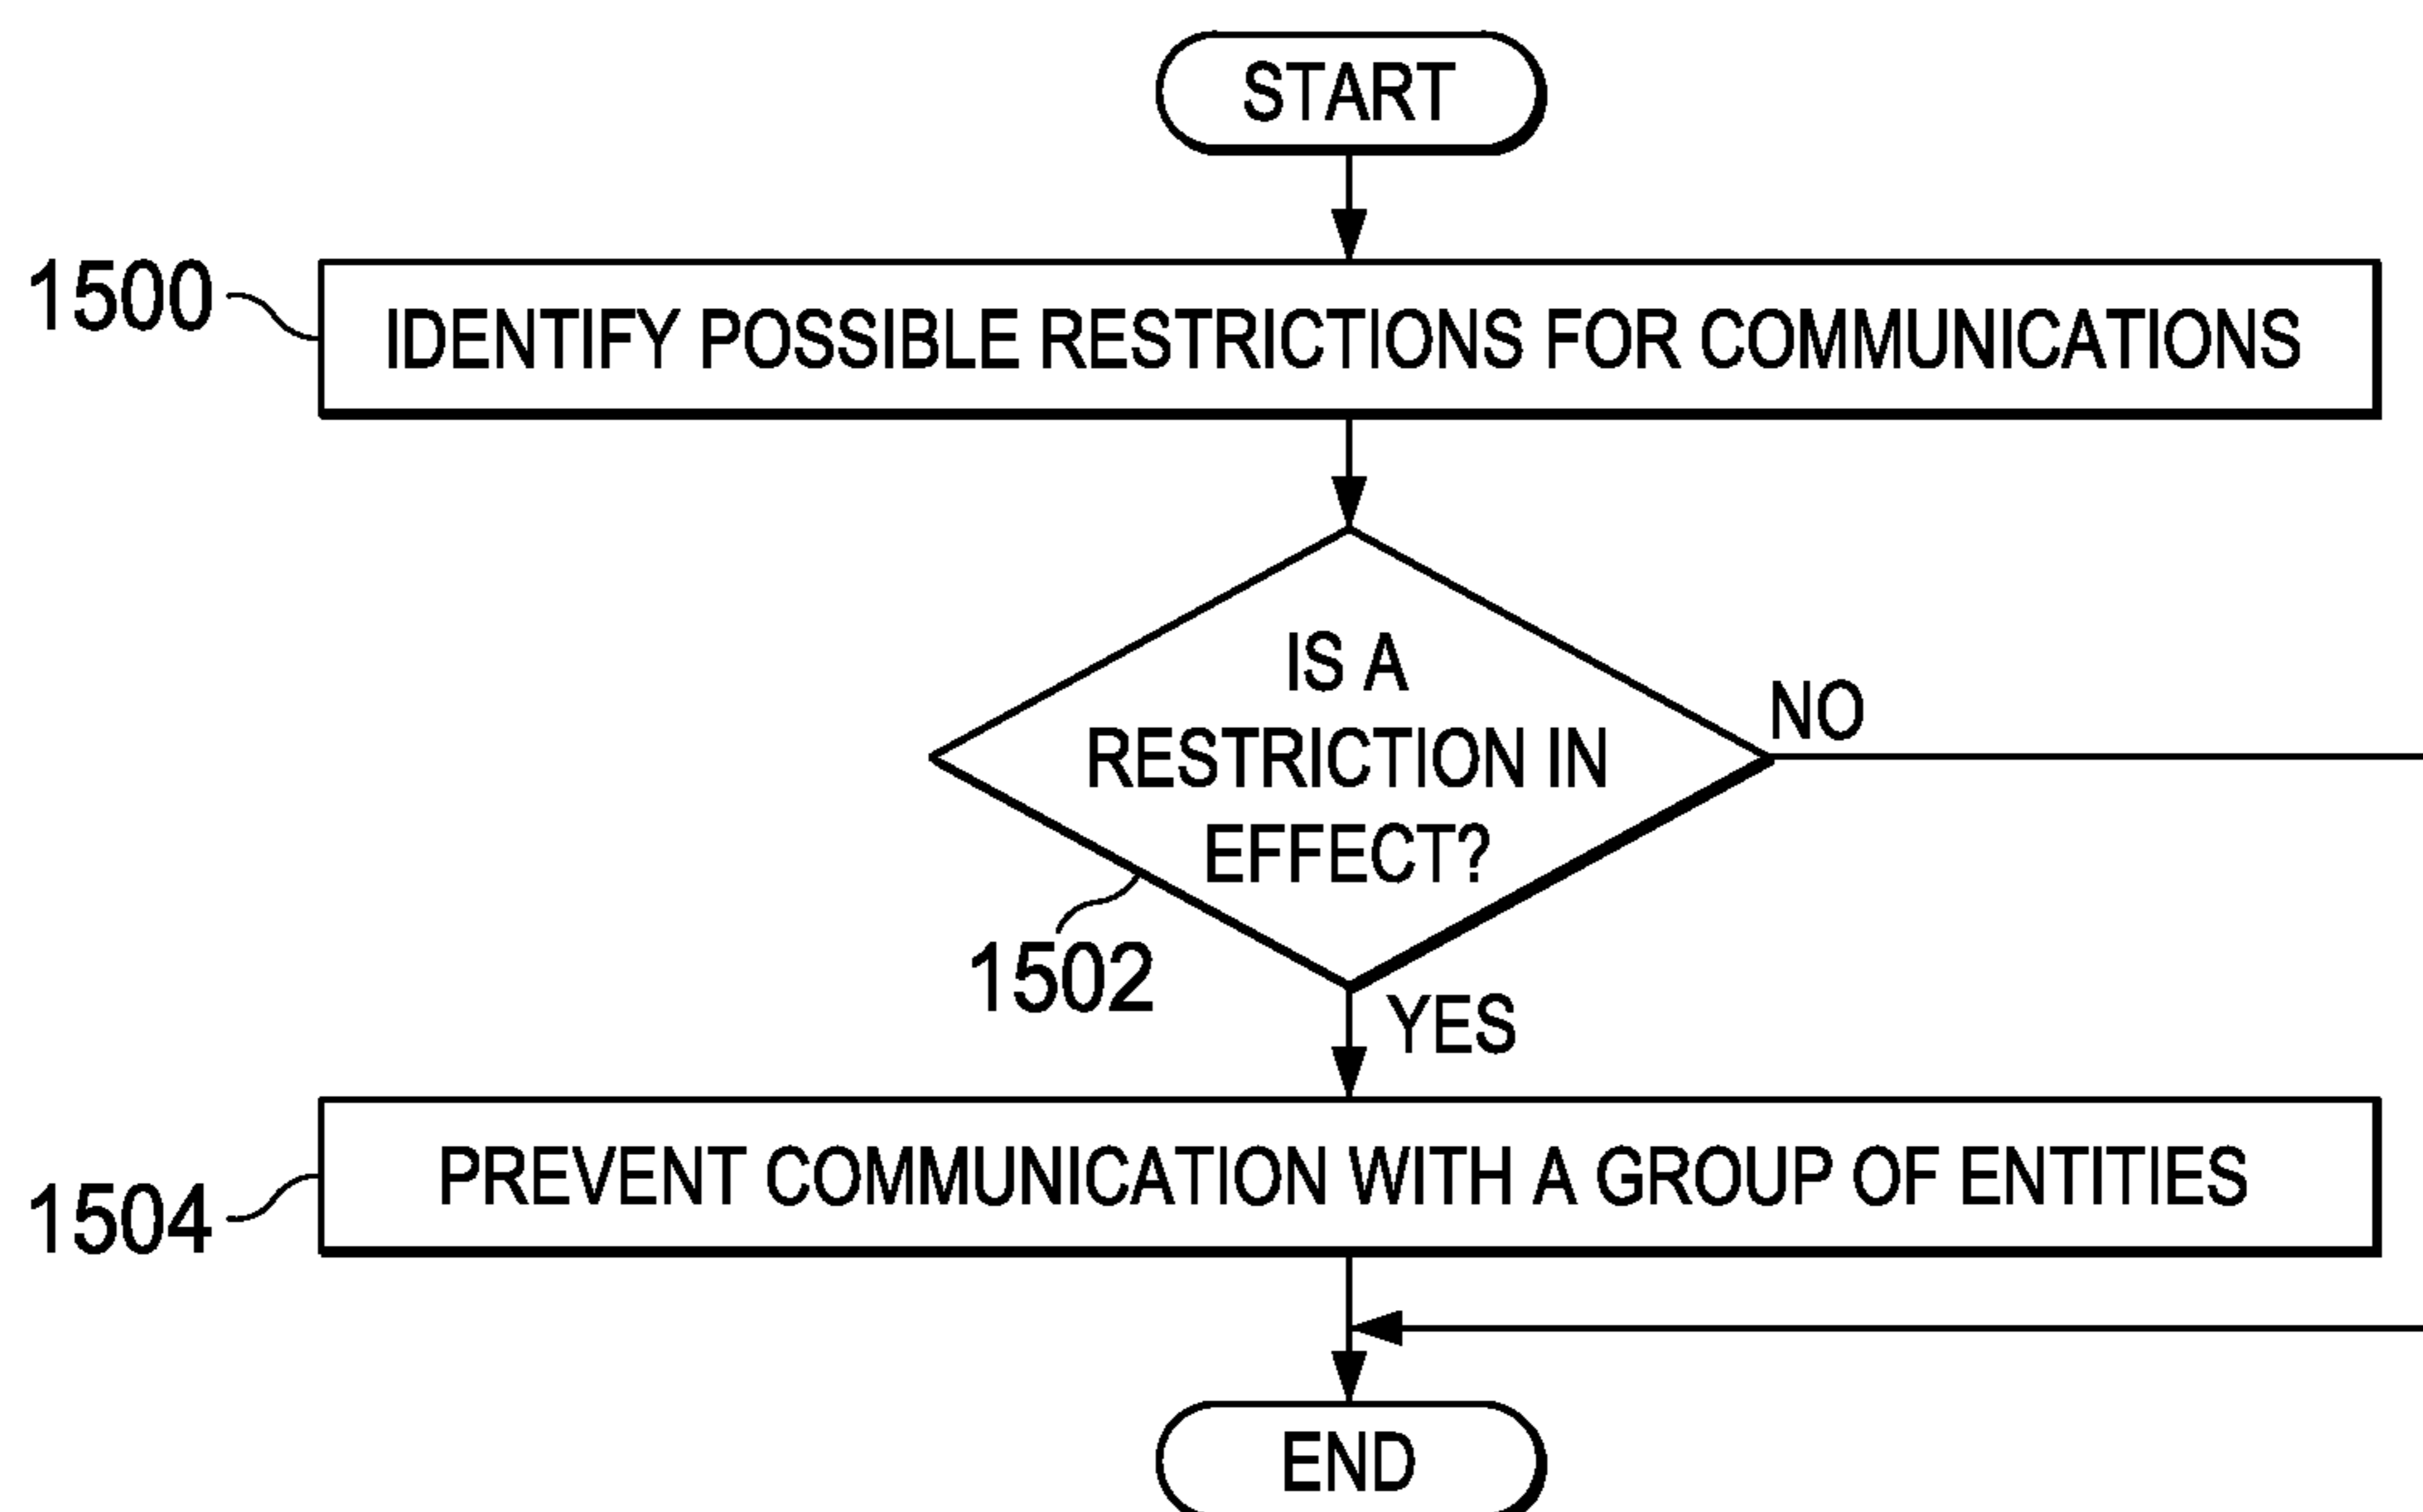 START
1500
IDENTIFY POSSIBLE RESTRICTIONS FOR COMMUNICATIONS
IS A
RESTRICTION IN
EFFECT?
NO
1502
YES
1504
PREVENT COMMUNICATION WITH A GROUP OF ENTITIES
END